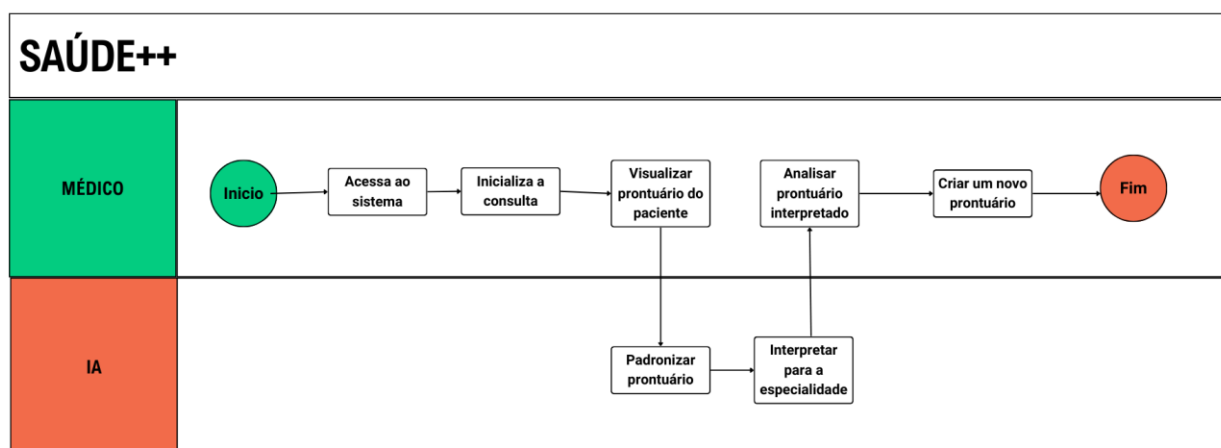 SAÚDE++
MÉDICO
Inicio
Acessa ao
sistema
Inicializa a
consulta
Visualizar
prontuário do
paciente
Analisar
prontuário
interpretado
Criar um novo
prontuário
Fim
IA
Padronizar
prontuário
Interpretar
para a
especialidade